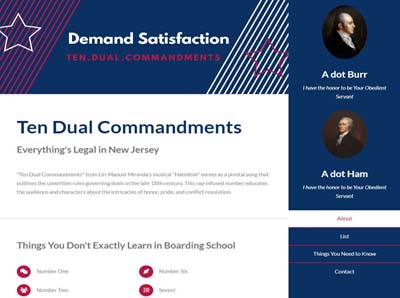 Demand Satisfaction
TEN.DUAL.COMMANDMENTS
Ten Dual Commandments
Everything's Legal in New Jersey
"Ten Duel Commandments" from Lin-Manuel Miranda's musical "Hamilton" serves as a pivotal song that
outlines the unwritten rules governing duels in the late 18th century. This rap-infused number educates
the audience and characters about the intricacies of honor, pride, and conflict resolution.
Things You Don't Exactly Learn in Boarding School
Number One
Number Six
Number Two
Seven!
A dot Burr
I have the honor to be Your Obedient
Servant
A dot Ham
I have the honor to be Your Obedient
Servant
About
List
Things You Need to Know
Contact